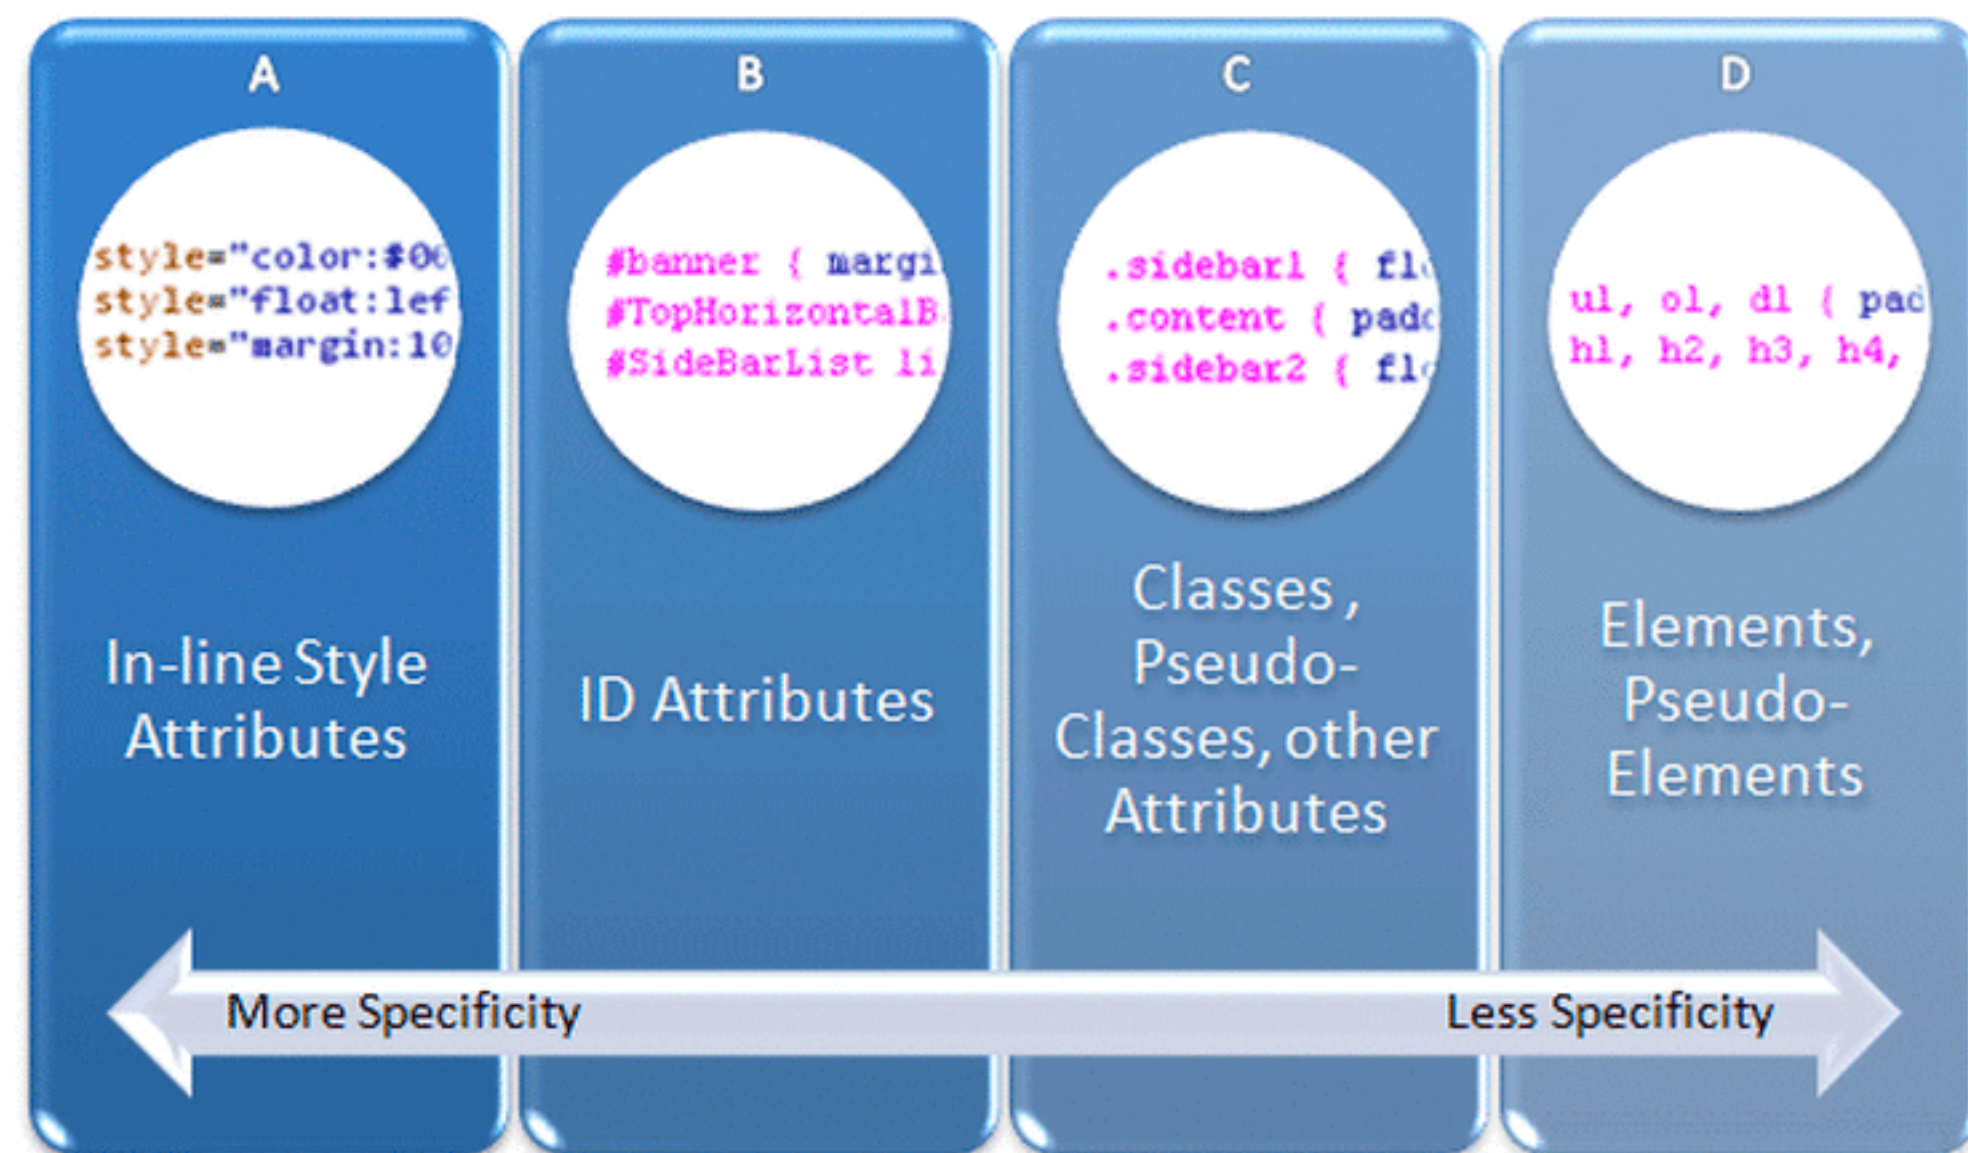 A
style="color:#00
style="float:lef
style="margin:10
In-line Style
Attributes
B
#banner { margi
#TopHorizontalB
#SideBarList li
ID Attributes
C
.sidebar1 { flo
.content { padd
.sidebar2 { flo
Classes ,
Pseudo-
Classes, other
Attributes
D
ul, ol, dl { pad
h1, h2, h3, h4,
Elements,
Pseudo-
Elements
More Specificity
Less Specificity